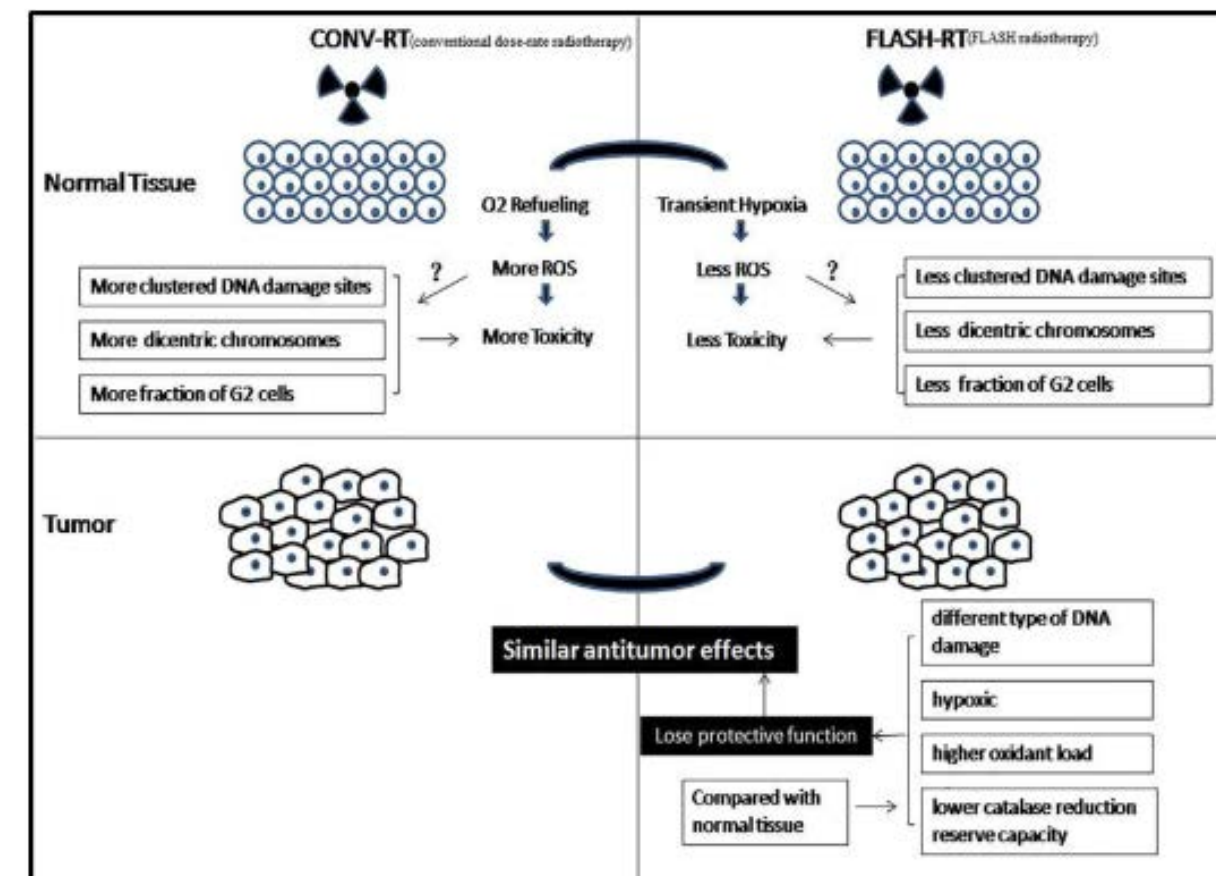 CONV-RT(conventional dose-rate radiotherapy)
FLASH-RT(FLASH radiotherapy)
Normal Tissue
O2 Refueling
Transient Hypoxia
?
More ROS
Less ROS
?
More clustered DNA damage sites
Less clustered DNA damage sites
More dicentric chromosomes
More Toxicity
Less Toxicity
Less dicentric chromosomes
More fraction of G2 cells
Less fraction of G2 cells
Tumor
Similar antitumor effects
different type of DNA
damage
hypoxic
Lose protective function
higher oxidant load
Compared with
normal tissue
lower catalase reduction
reserve capacity